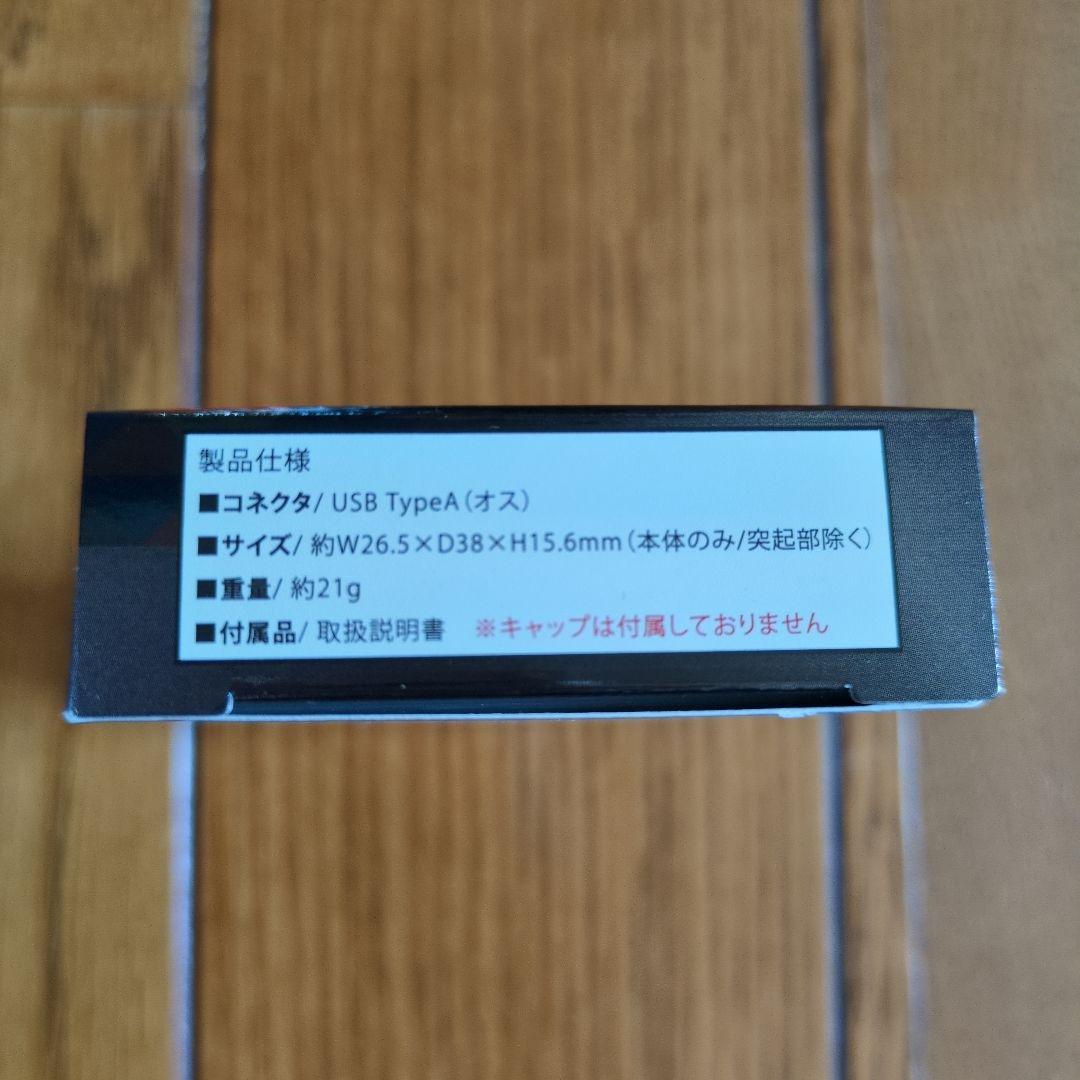 製品仕様
■コネクタ/ USB TypeA（オス）
■サイズ/ 約W26.5×D38×H15.6mm（本体のみ/突起部除く）
■重量/ 約21g
■付属品/ 取扱説明書　※キャップは付属しておりません